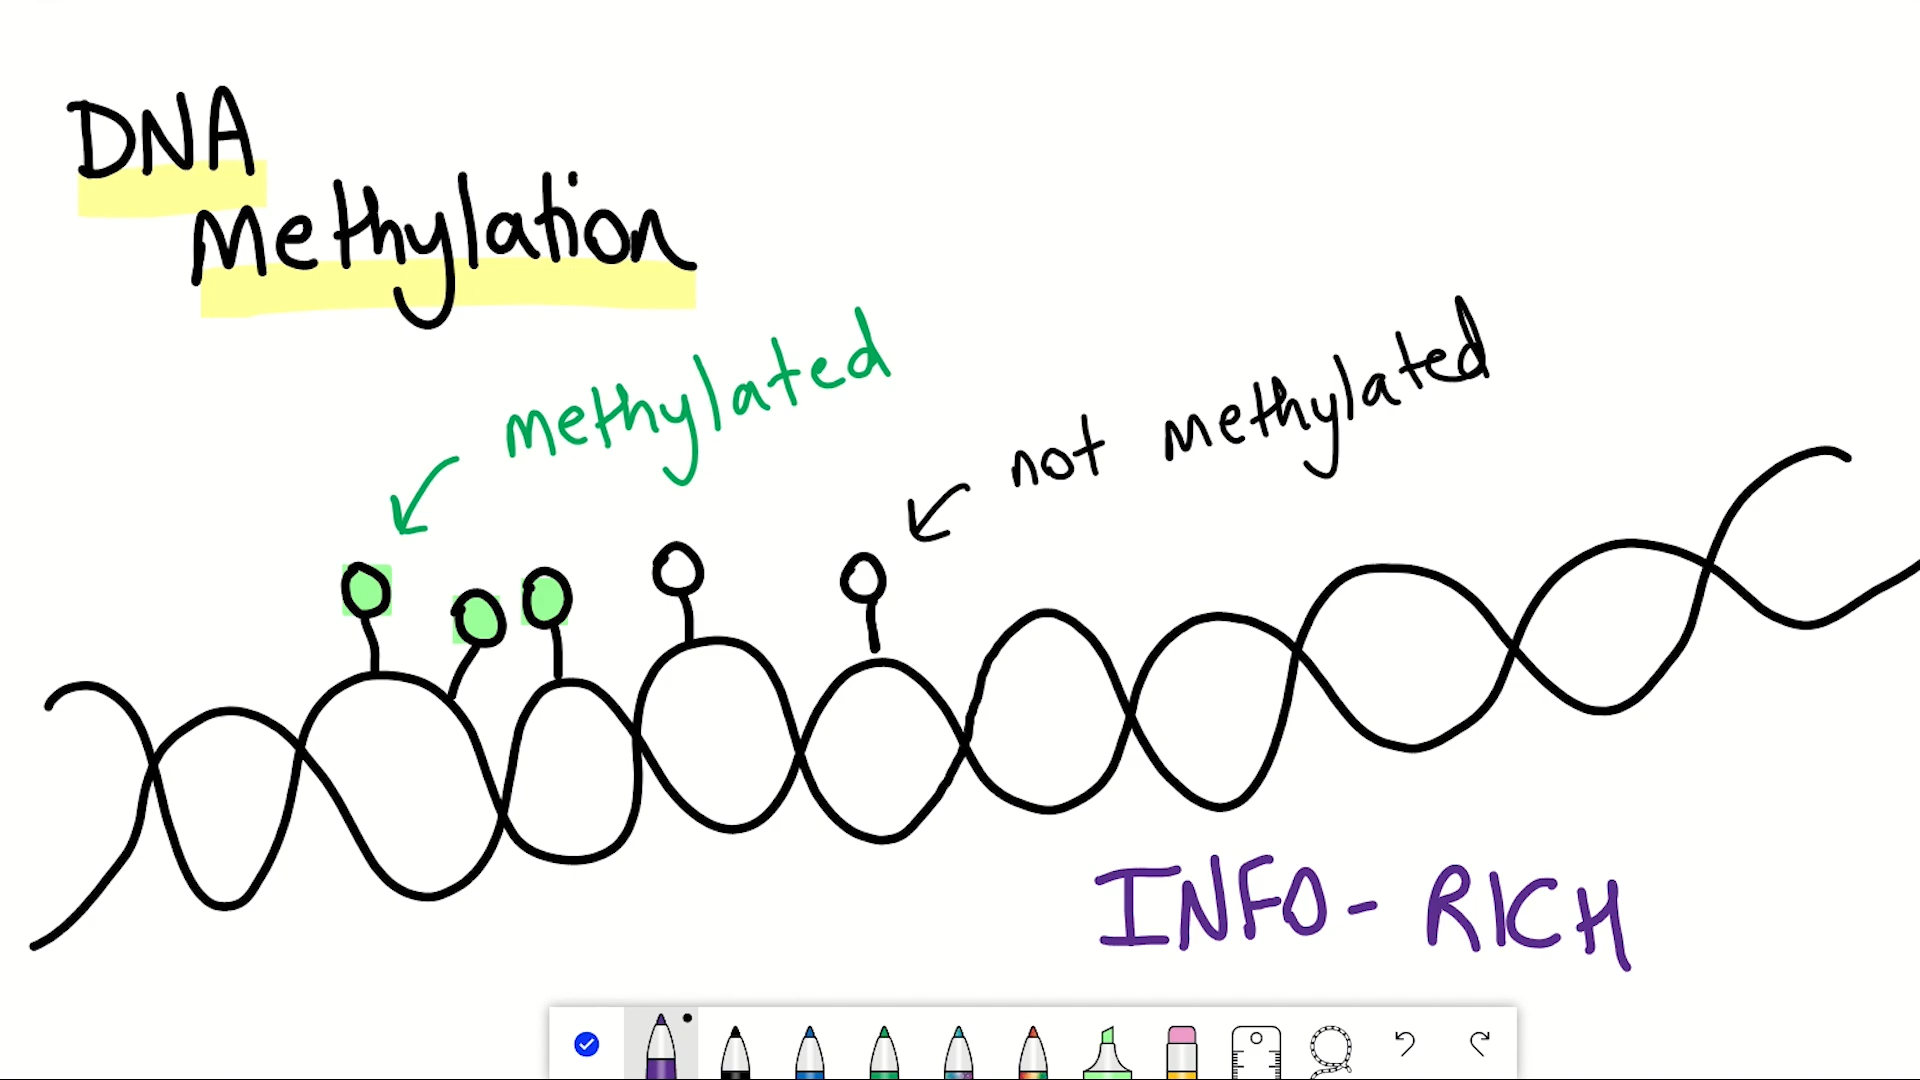 DNA
Methylation
methylated
not methylated
INFO-RICH